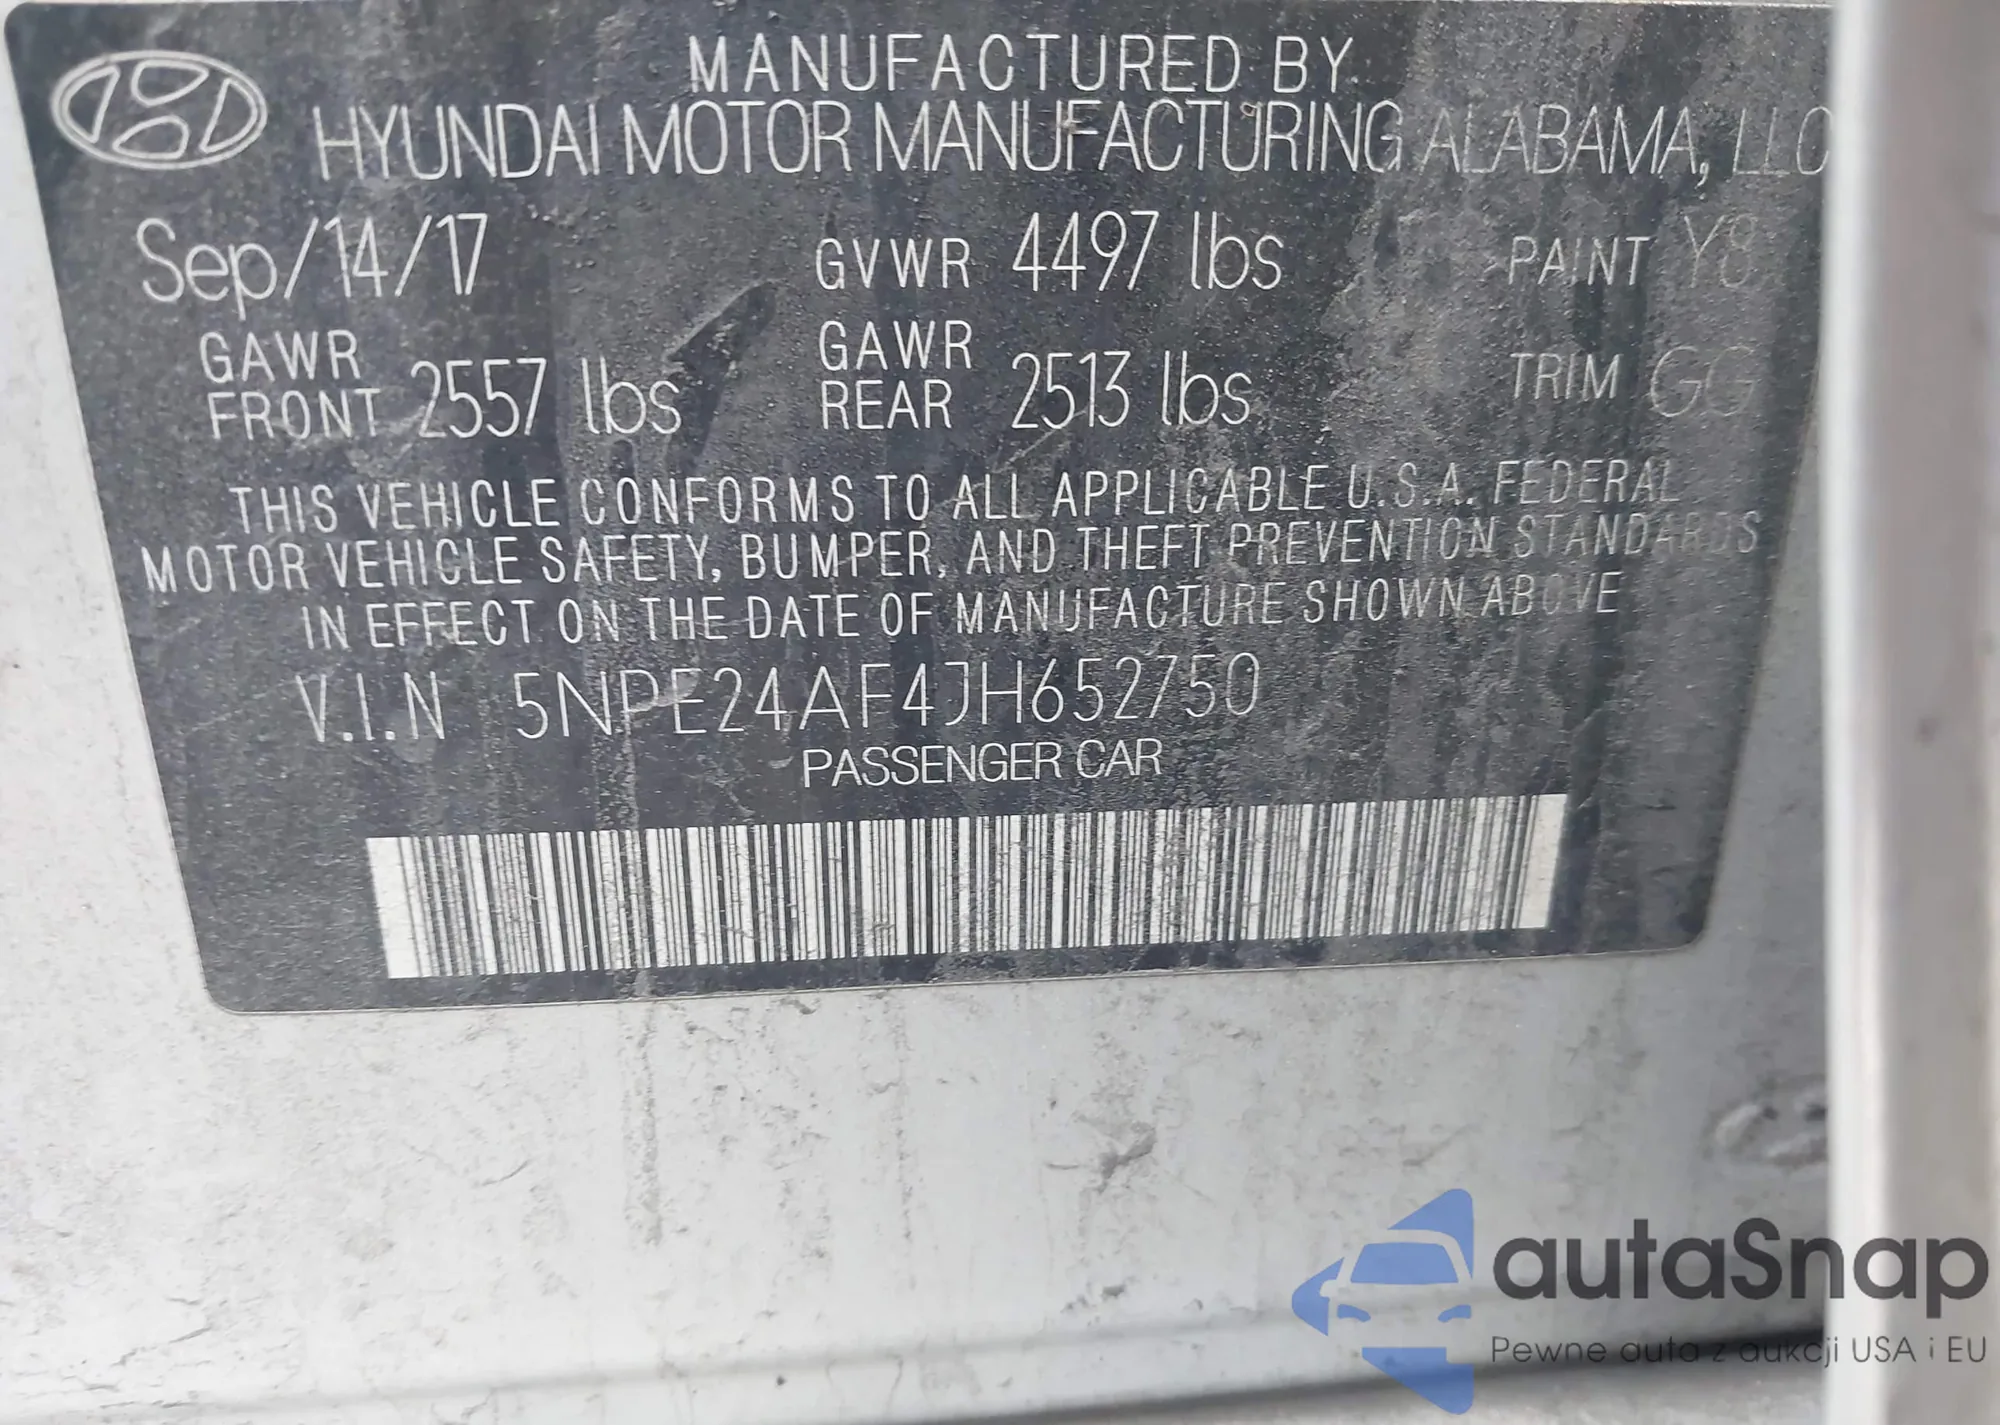 MANUFACTURED BY
HYUNDAI MOTOR MANUFACTURING ALABAMA, LLC
Sep/14/17 GVWR 4497 lbs PAINT Y8
GAWR FRONT 2557 lbs GAWR REAR 2513 lbs TRIM GG
THIS VEHICLE CONFORMS TO ALL APPLICABLE U.S.A. FEDERAL
MOTOR VEHICLE SAFETY, BUMPER, AND THEFT PREVENTION STANDARDS
IN EFFECT ON THE DATE OF MANUFACTURE SHOWN ABOVE
V.I.N 5NPE24AF4JH652750
PASSENGER CAR
autaSnap
Pewne auta z aukcji USA i EU